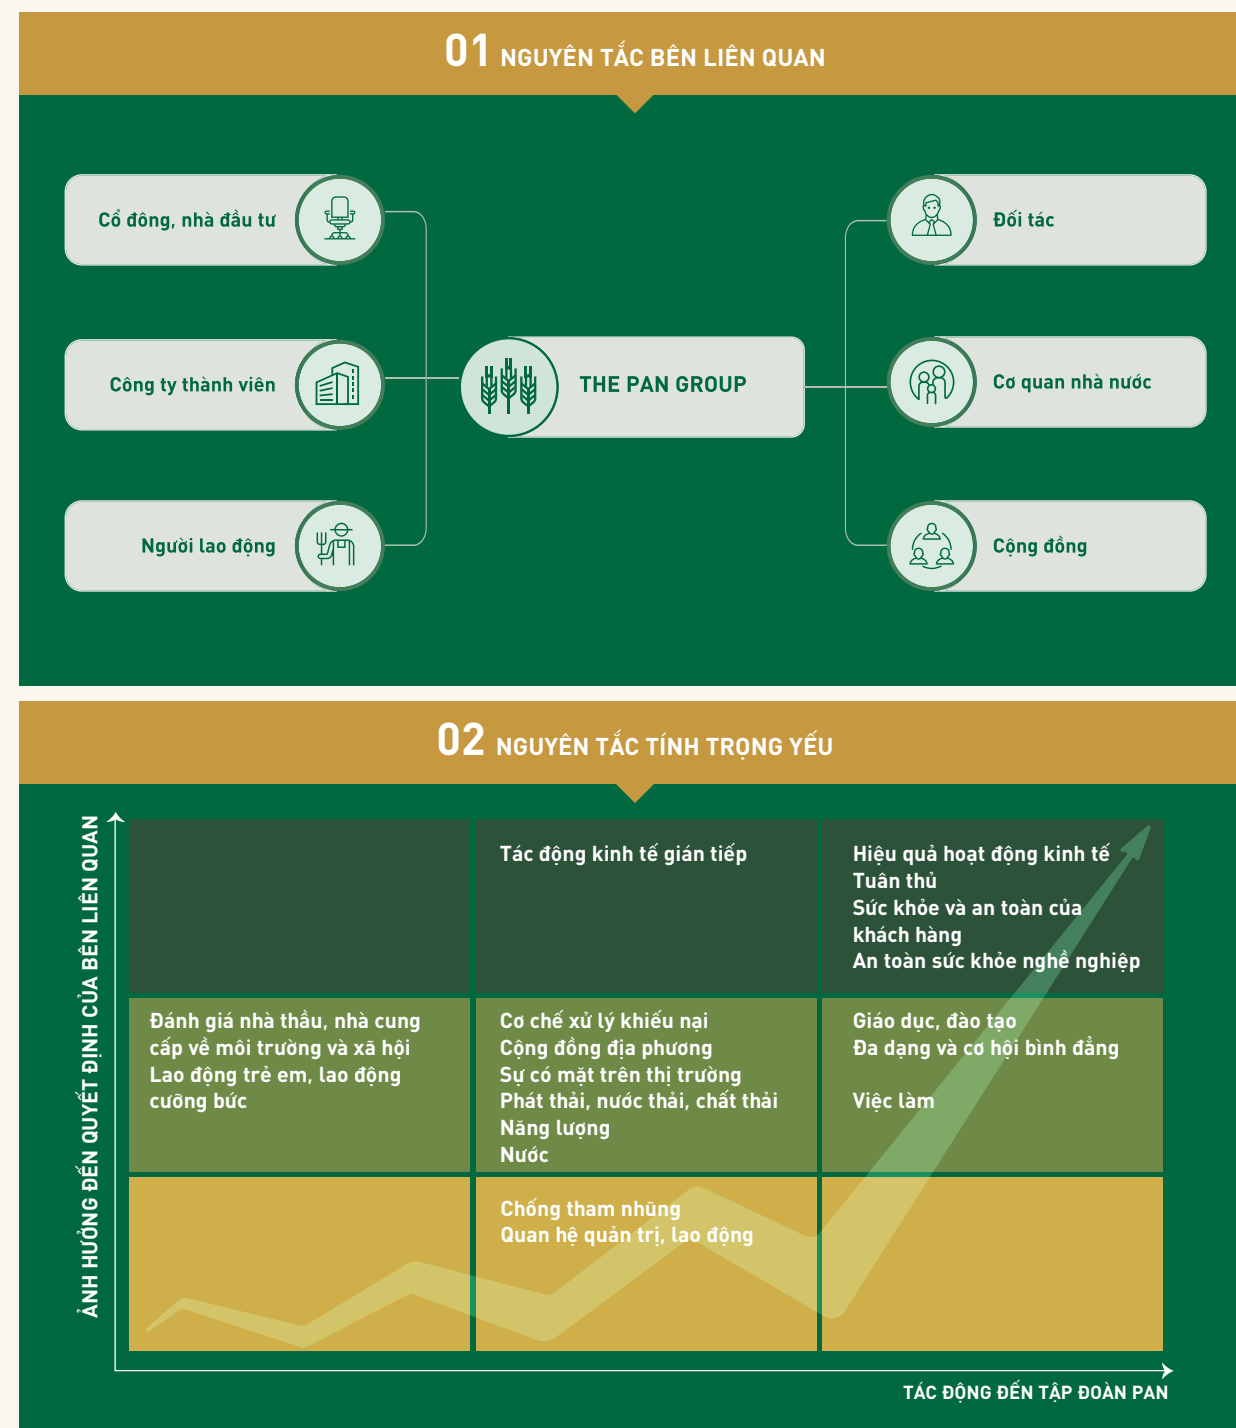 01 NGUYÊN TẮC BÊN LIÊN QUAN
Cổ đông, nhà đầu tư
Công ty thành viên
Người lao động
THE PAN GROUP
Đối tác
Cơ quan nhà nước
Cộng đồng
02 NGUYÊN TẮC TÍNH TRỌNG YẾU
ẢNH HƯỞNG ĐẾN QUYẾT ĐỊNH CỦA BÊN LIÊN QUAN
Tác động kinh tế gián tiếp
Hiệu quả hoạt động kinh tế
Tuân thủ
Sức khỏe và an toàn của
khách hàng
An toàn sức khỏe nghề nghiệp
Đánh giá nhà thầu, nhà cung
cấp về môi trường và xã hội
Lao động trẻ em, lao động
cưỡng bức
Cơ chế xử lý khiếu nại
Cộng đồng địa phương
Sự có mặt trên thị trường
Phát thải, nước thải, chất thải
Năng lượng
Nước
Giáo dục, đào tạo
Đa dạng và cơ hội bình đẳng
Việc làm
Chống tham nhũng
Quan hệ quản trị, lao động
TÁC ĐỘNG ĐẾN TẬP ĐOÀN PAN